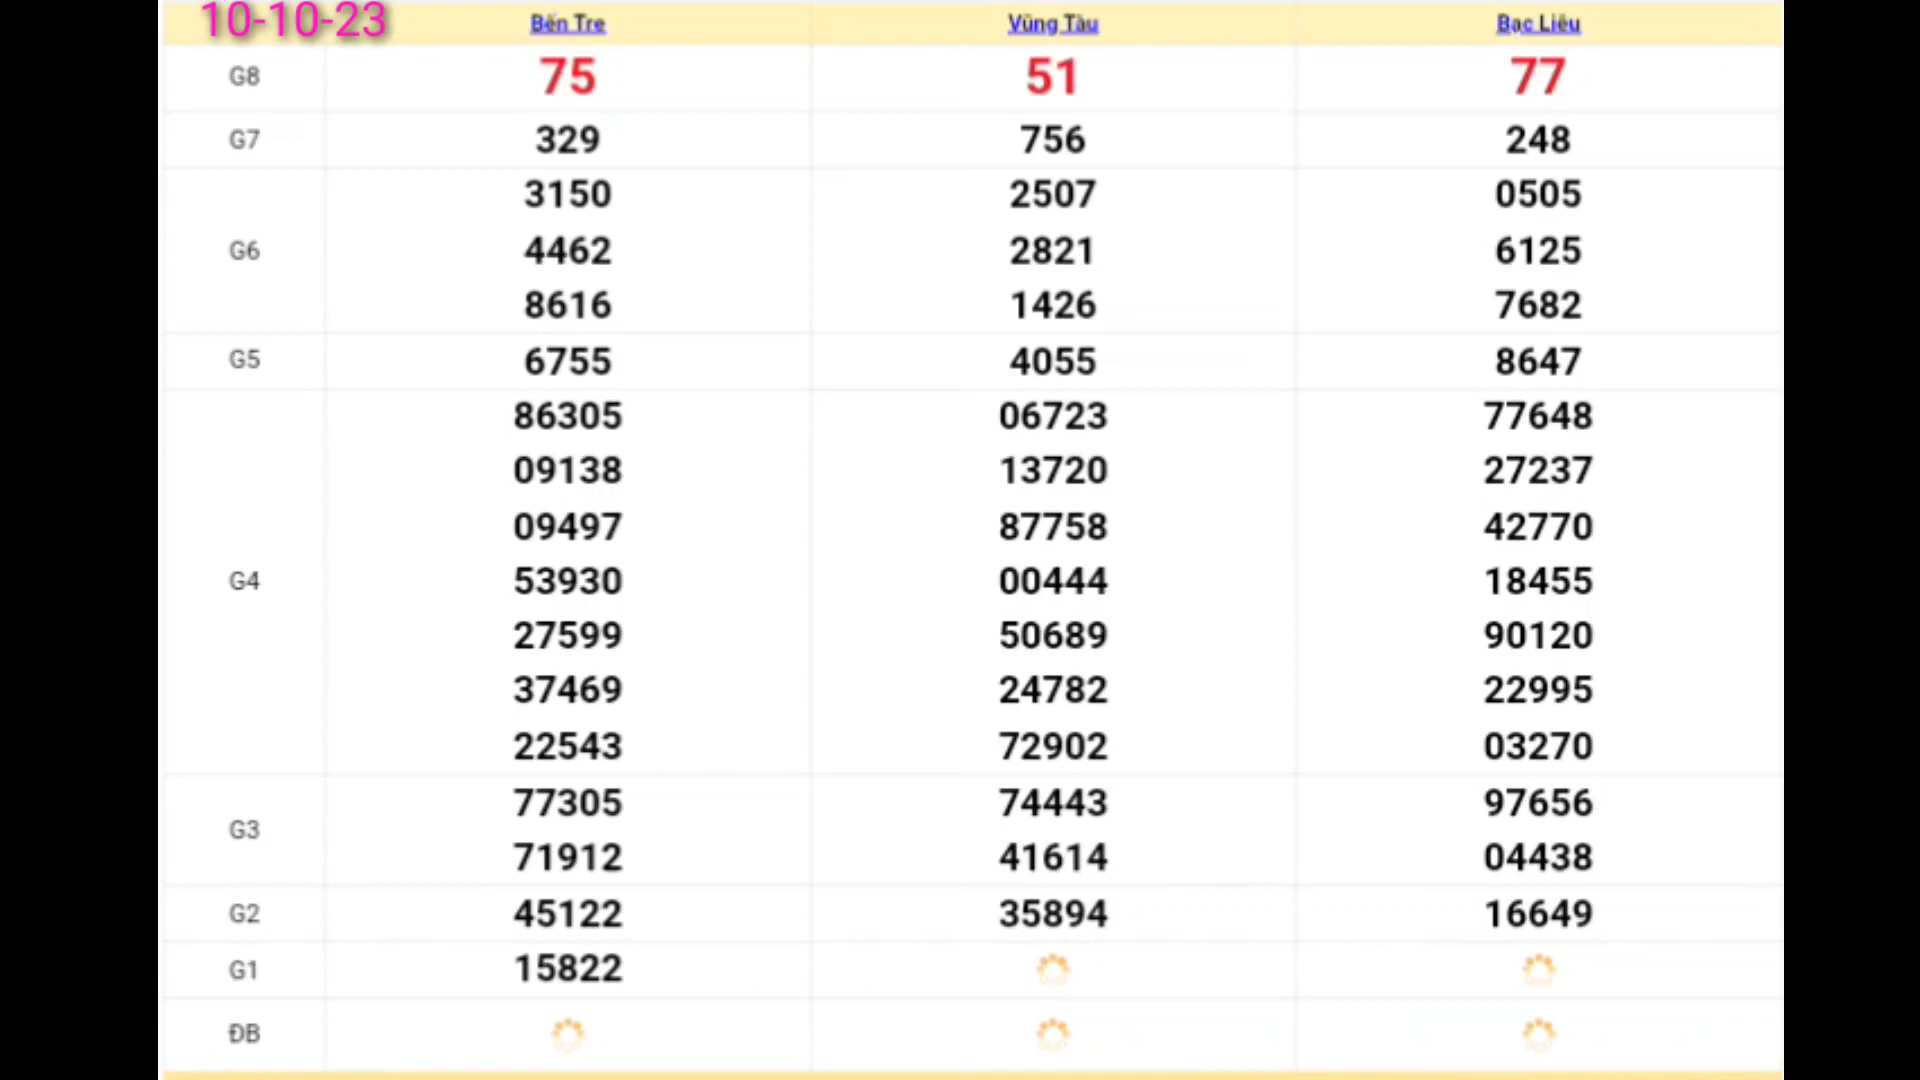 10-10-23 Bến Tre Vũng Tàu Bạc Liêu
G8 75 51 77
G7 329 756 248
3150 2507 0505
G6 4462 2821 6125
8616 1426 7682
G5 6755 4055 8647
86305 06723 77648
09138 13720 27237
09497 87758 42770
G4 53930 00444 18455
27599 50689 90120
37469 24782 22995
22543 72902 03270
77305 74443 97656
G3
71912 41614 04438
G2 45122 35894 16649
G1 15822
ĐB